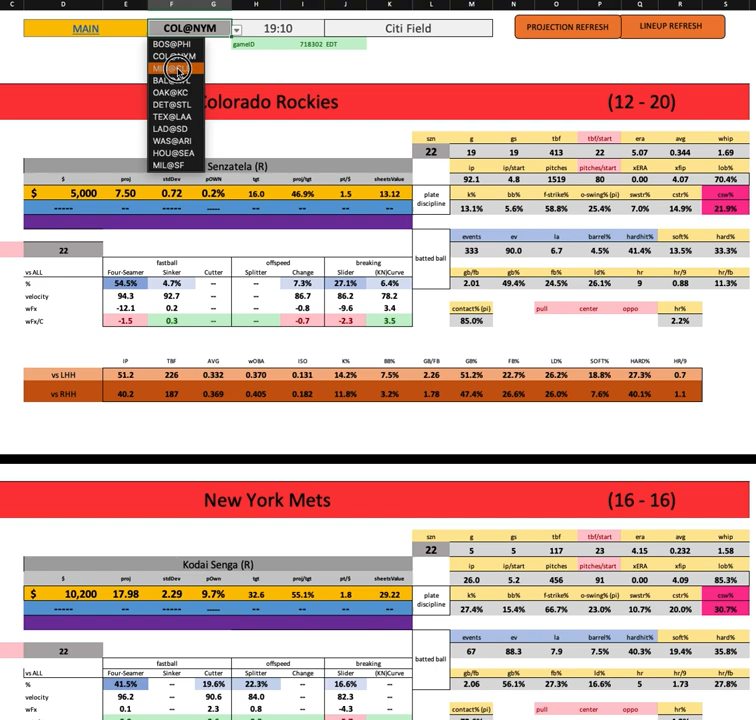 C D E F G H I J K L M N O P Q R S
MAIN COL@NYM 19:10 Citi Field PROJECTION REFRESH LINEUP REFRESH
gameID 718302 EDT
BOS@PHI
COL@NYM
OAK@KC
DET@STL
TEX@LAA
LAD@SD
WAS@ARI
HOU@SEA
MIL@SF
Colorado Rockies (12 - 20)
szn g gs tbf tbf/start era avg whip
22 19 19 413 22 5.07 0.344 1.69
Senzatela (R)
ip ip/start pitches pitches/start xERA xfip lob%
$ proj stdDev pOWN tgt proj/tgt pt/$ sheetsValue
92.1 4.8 1519 80 0.00 4.07 70.4%
$ 5,000 7.50 0.72 0.2% 16.0 46.9% 1.5 13.12
plate discipline
k% bb% f-strike% o-swing% (pi) swstr% cstr% csw%
----- -- -- ---- -- -- -- --
13.1% 5.6% 58.8% 25.4% 7.0% 14.9% 21.9%
events ev la barrel% hardhit% soft% hard%
22
batted ball
333 90.0 6.7 4.5% 41.4% 13.5% 33.3%
fastball offspeed breaking
vs ALL Four-Seamer Sinker Cutter Splitter Change Slider (KN)Curve
gb/fb gb% fb% ld% hr hr/9 hr/fb
% 54.5% 4.7% -- -- 7.3% 27.1% 6.4%
2.01 49.4% 24.5% 26.1% 9 0.88 11.3%
velocity 94.3 92.7 -- -- 86.7 86.2 78.2
wFx -12.1 0.2 -- -- -0.8 -9.6 3.4
contact% (pi) pull center oppo hr%
wFx/C -1.5 0.3 -- -- -0.7 -2.3 3.5
85.0% 2.2%
IP TBF AVG wOBA ISO K% BB% GB/FB GB% FB% LD% SOFT% HARD% HR/9
vs LHH 51.2 226 0.332 0.370 0.131 14.2% 7.5% 2.26 51.2% 22.7% 26.2% 18.8% 27.3% 0.7
vs RHH 40.2 187 0.369 0.405 0.182 11.8% 3.2% 1.78 47.4% 26.6% 26.0% 7.6% 40.1% 1.1
New York Mets (16 - 16)
szn g gs tbf tbf/start era avg whip
22 5 5 117 23 4.15 0.232 1.58
Kodai Senga (R)
ip ip/start pitches pitches/start xERA xfip lob%
$ proj stdDev pOwn tgt proj/tgt pt/$ sheetsValue
26.0 5.2 456 91 0.00 4.09 85.3%
$ 10,200 17.98 2.29 9.7% 32.6 55.1% 1.8 29.22
plate discipline
k% bb% f-strike% o-swing% (pi) swstr% cstr% csw%
----- -- -- ---- -- -- -- --
27.4% 15.4% 66.7% 23.0% 10.7% 20.0% 30.7%
events ev la barrel% hardhit% soft% hard%
22
batted ball
67 88.3 7.9 7.5% 40.3% 19.4% 35.8%
fastball offspeed breaking
vs ALL Four-Seamer Sinker Cutter Splitter Change Slider (KN)Curve
gb/fb gb% fb% ld% hr hr/9 hr/fb
% 41.5% -- 19.6% 22.3% -- 16.6% --
2.06 56.1% 27.3% 16.6% 5 1.73 27.8%
velocity 96.2 -- 90.6 84.0 -- 82.3 --
wFx 0.1 -- 2.3 0.8 -- -4.3 --
contact% (pi) pull center oppo hr%